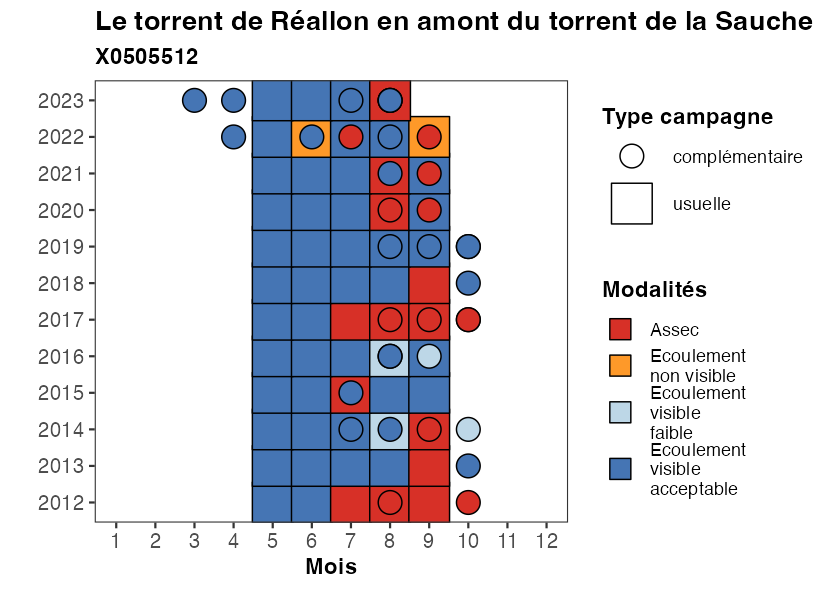 Le torrent de Réallon en amont du torrent de la Sauche
X0505512
2023
2022
2021
2020
2019
2018
2017
2016
2015
2014
2013
2012
1 2 3 4 5 6 7 8 9 10 11 12
Mois
Type campagne
complémentaire
usuelle
Modalités
Assec
Ecoulement
non visible
Ecoulement
visible
faible
Ecoulement
visible
acceptable